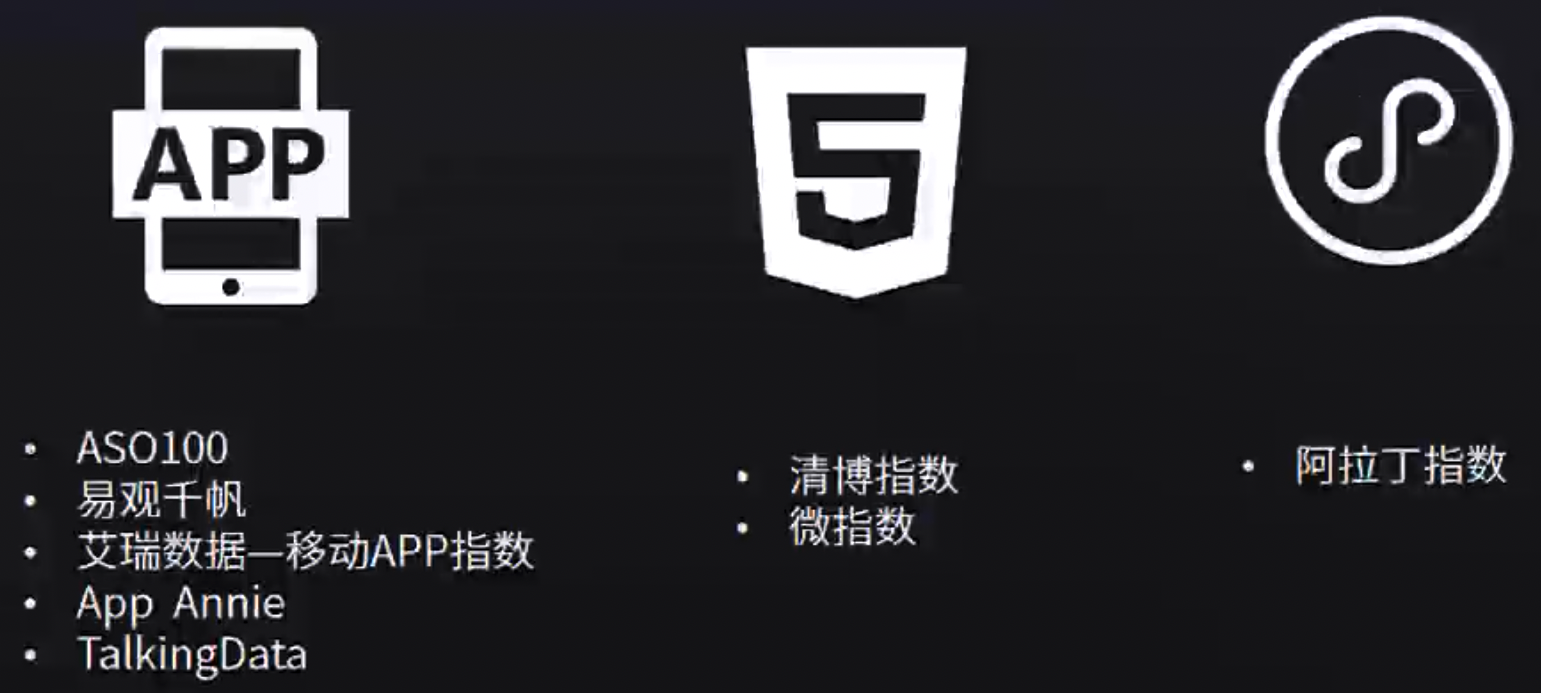 APP
5
• ASO100
• 易观千帆
• 艾瑞数据—移动APP指数
• App Annie
• TalkingData
• 清博指数
• 微指数
• 阿拉丁指数